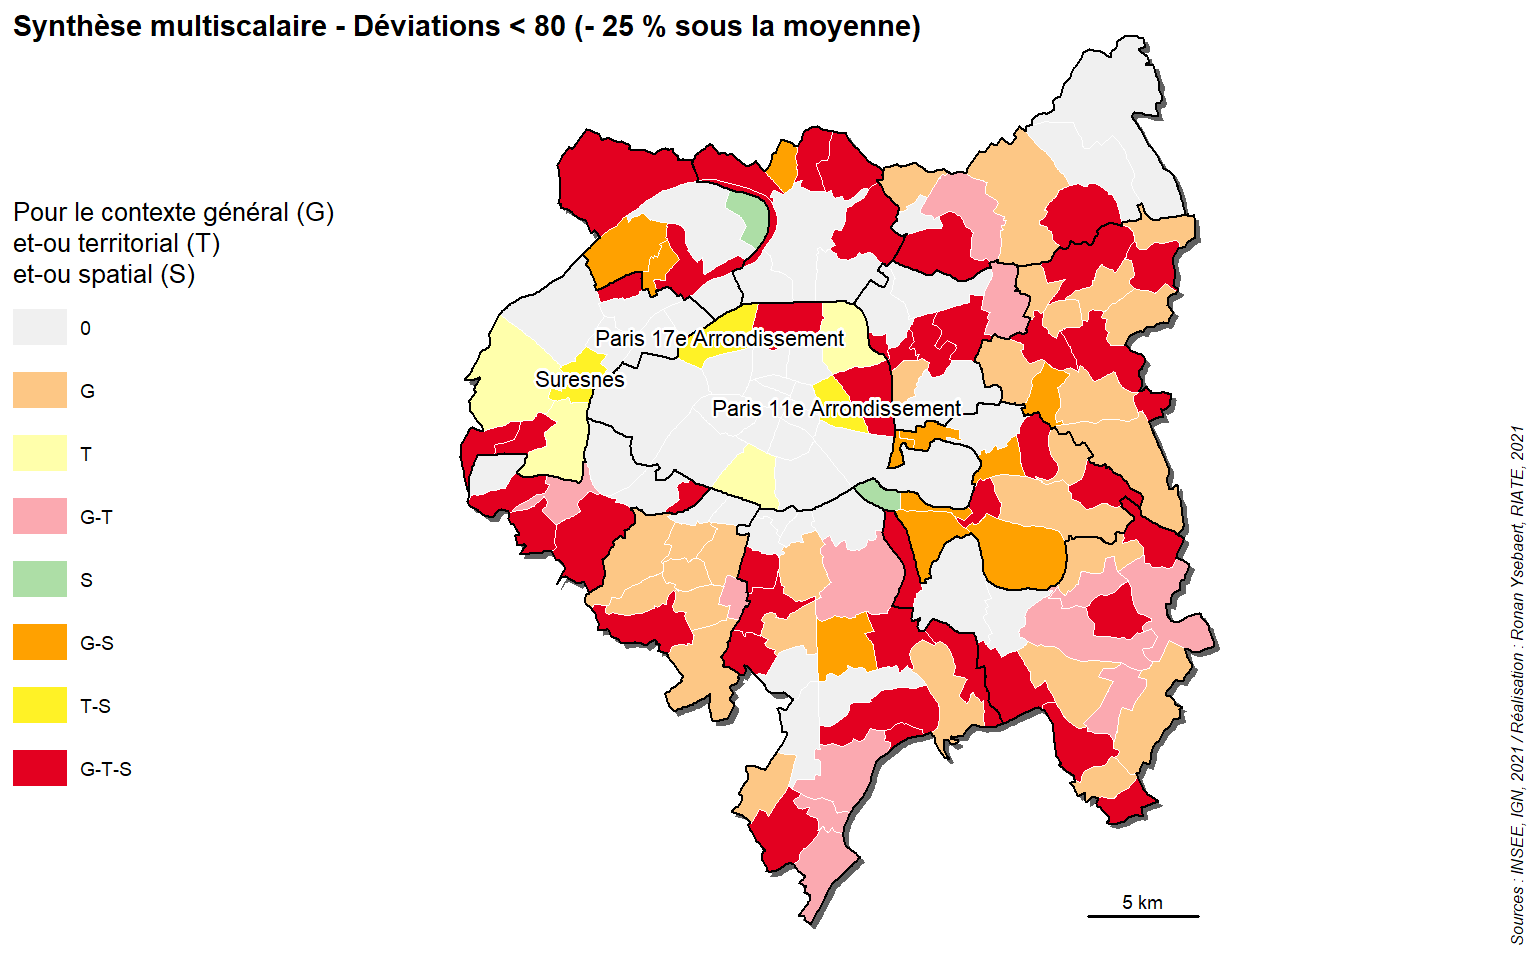 Synthèse multiscalaire - Déviations < 80 (- 25 % sous la moyenne)
Pour le contexte général (G)
et-ou territorial (T)
et-ou spatial (S)
0
G
T
G-T
S
G-S
T-S
G-T-S
Paris 17e Arrondissement
Suresnes
Paris 11e Arrondissement
5 km
Sources : INSEE, IGN, 2021 / Réalisation : Ronan Ysebaert, RIATE, 2021